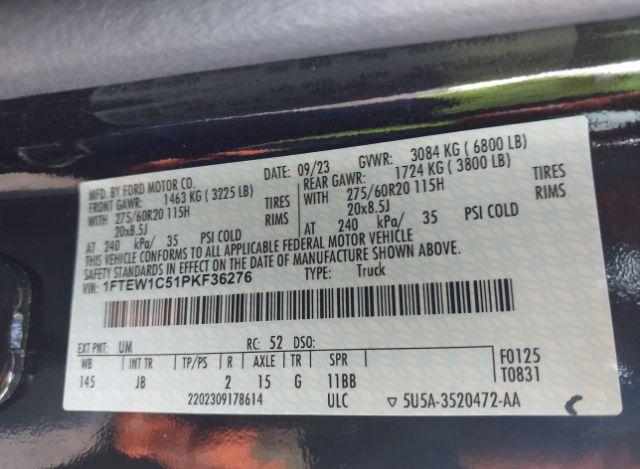 MFD. BY FORD MOTOR CO.
DATE: 09/23 GVWR: 3084 KG ( 6800 LB)
FRONT GAWR: 1463 KG ( 3225 LB)
REAR GAWR: 1724 KG ( 3800 LB)
WITH 275/60R20 115H TIRES
275/60R20 115H TIRES
20x8.5J RIMS
20x8.5J RIMS
AT 240 kPa/ 35 PSI COLD
AT 240 kPa/ 35 PSI COLD
THIS VEHICLE CONFORMS TO ALL APPLICABLE FEDERAL MOTOR VEHICLE
SAFETY STANDARDS IN EFFECT ON THE DATE OF MANUFACTURE SHOWN ABOVE.
VIN: 1FTEW1C51PKF36276
TYPE: Truck
EXT PNT: UM RC: 52 DSO:
WB INT TR TP/PS R AXLE TR SPR
145 JB 2 15 G 11BB
F0125
T0831
2202309178614 ULC ▽ 5U5A-3520472-AA